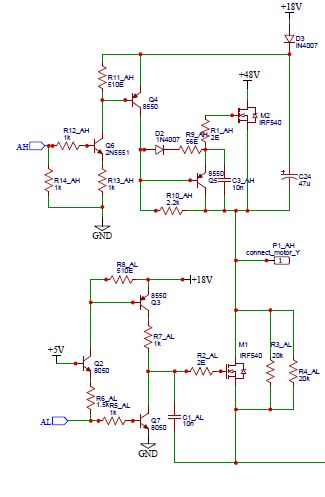 +18V
D3
IN4007
R11_AH
510E
Q4
8550
+48V
M2
IRF540
D2
1N4007
R9_AH
56E
R1_AH
2E
AH
R12_AH
1k
Q6
2N5551
8550
Q5
C3_AH
10n
C24
47u
R14_AH
1k
R13_AH
1k
R10_AH
2.2k
GND
P1_AH
connect_motor_Y
1
R8_AL
510E
+18V
8550
Q3
R7_AL
1k
+5V
Q2
8050
R2_AL
2E
M1
IRF540
R3_AL
20k
R4_AL
20k
R6_AL
1.5k
R5_AL
1k
AL
Q7
8050
C1_AL
10n
GND